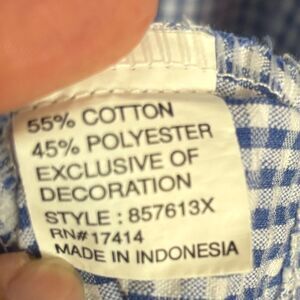 55% COTTON
45% POLYESTER
EXCLUSIVE OF
DECORATION
STYLE : 857613X
RN# 17414
MADE IN INDONESIA